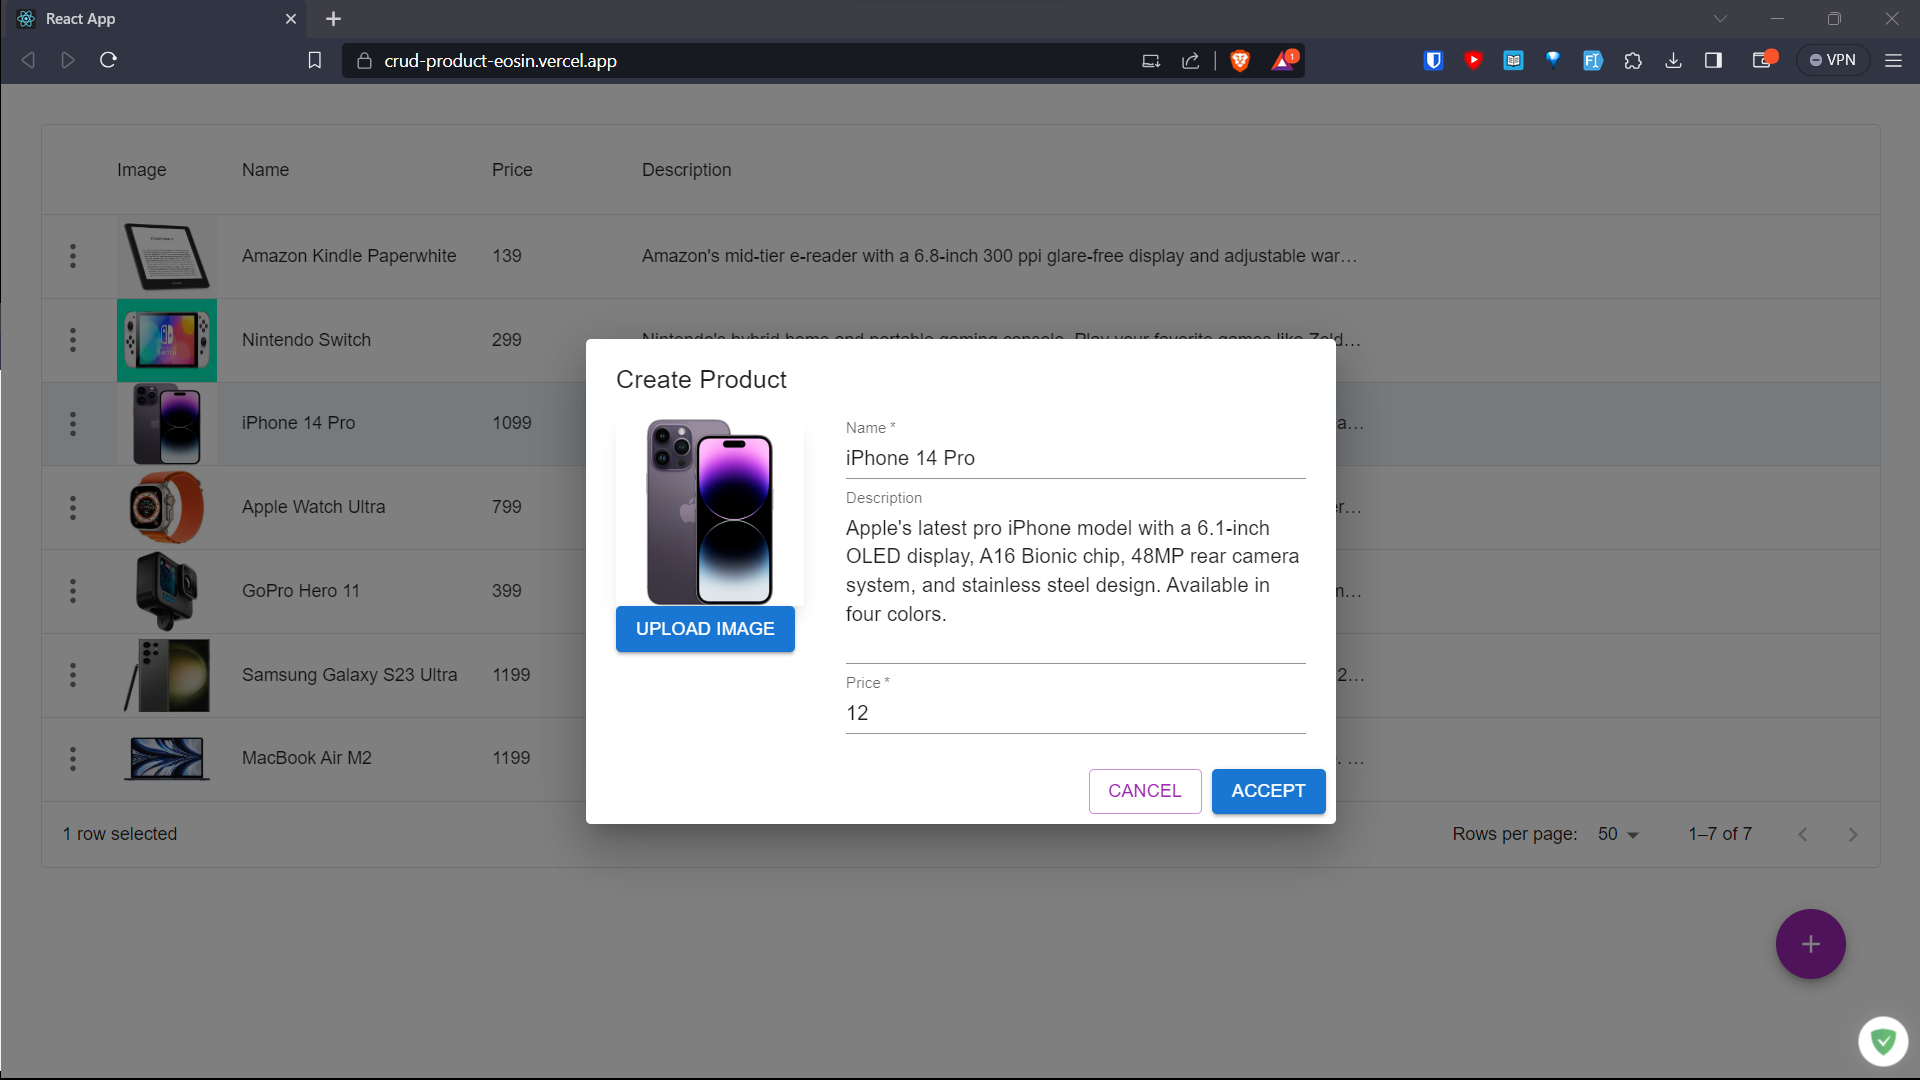 React App
crud-product-eosin.vercel.app
1
VPN
Image Name Price Description
Amazon Kindle Paperwhite 139 Amazon's mid-tier e-reader with a 6.8-inch 300 ppi glare-free display and adjustable war…
Nintendo Switch 299 Nintendo's hybrid home and portable gaming console. Play your favorite games like Zeld…
iPhone 14 Pro 1099 a…
Apple Watch Ultra 799 er…
GoPro Hero 11 399 m…
Samsung Galaxy S23 Ultra 1199 2…
MacBook Air M2 1199 . …
Create Product
UPLOAD IMAGE
Name *
iPhone 14 Pro
Description
Apple's latest pro iPhone model with a 6.1-inch
OLED display, A16 Bionic chip, 48MP rear camera
system, and stainless steel design. Available in
four colors.
Price *
12
CANCEL ACCEPT
1 row selected Rows per page: 50 1–7 of 7
+